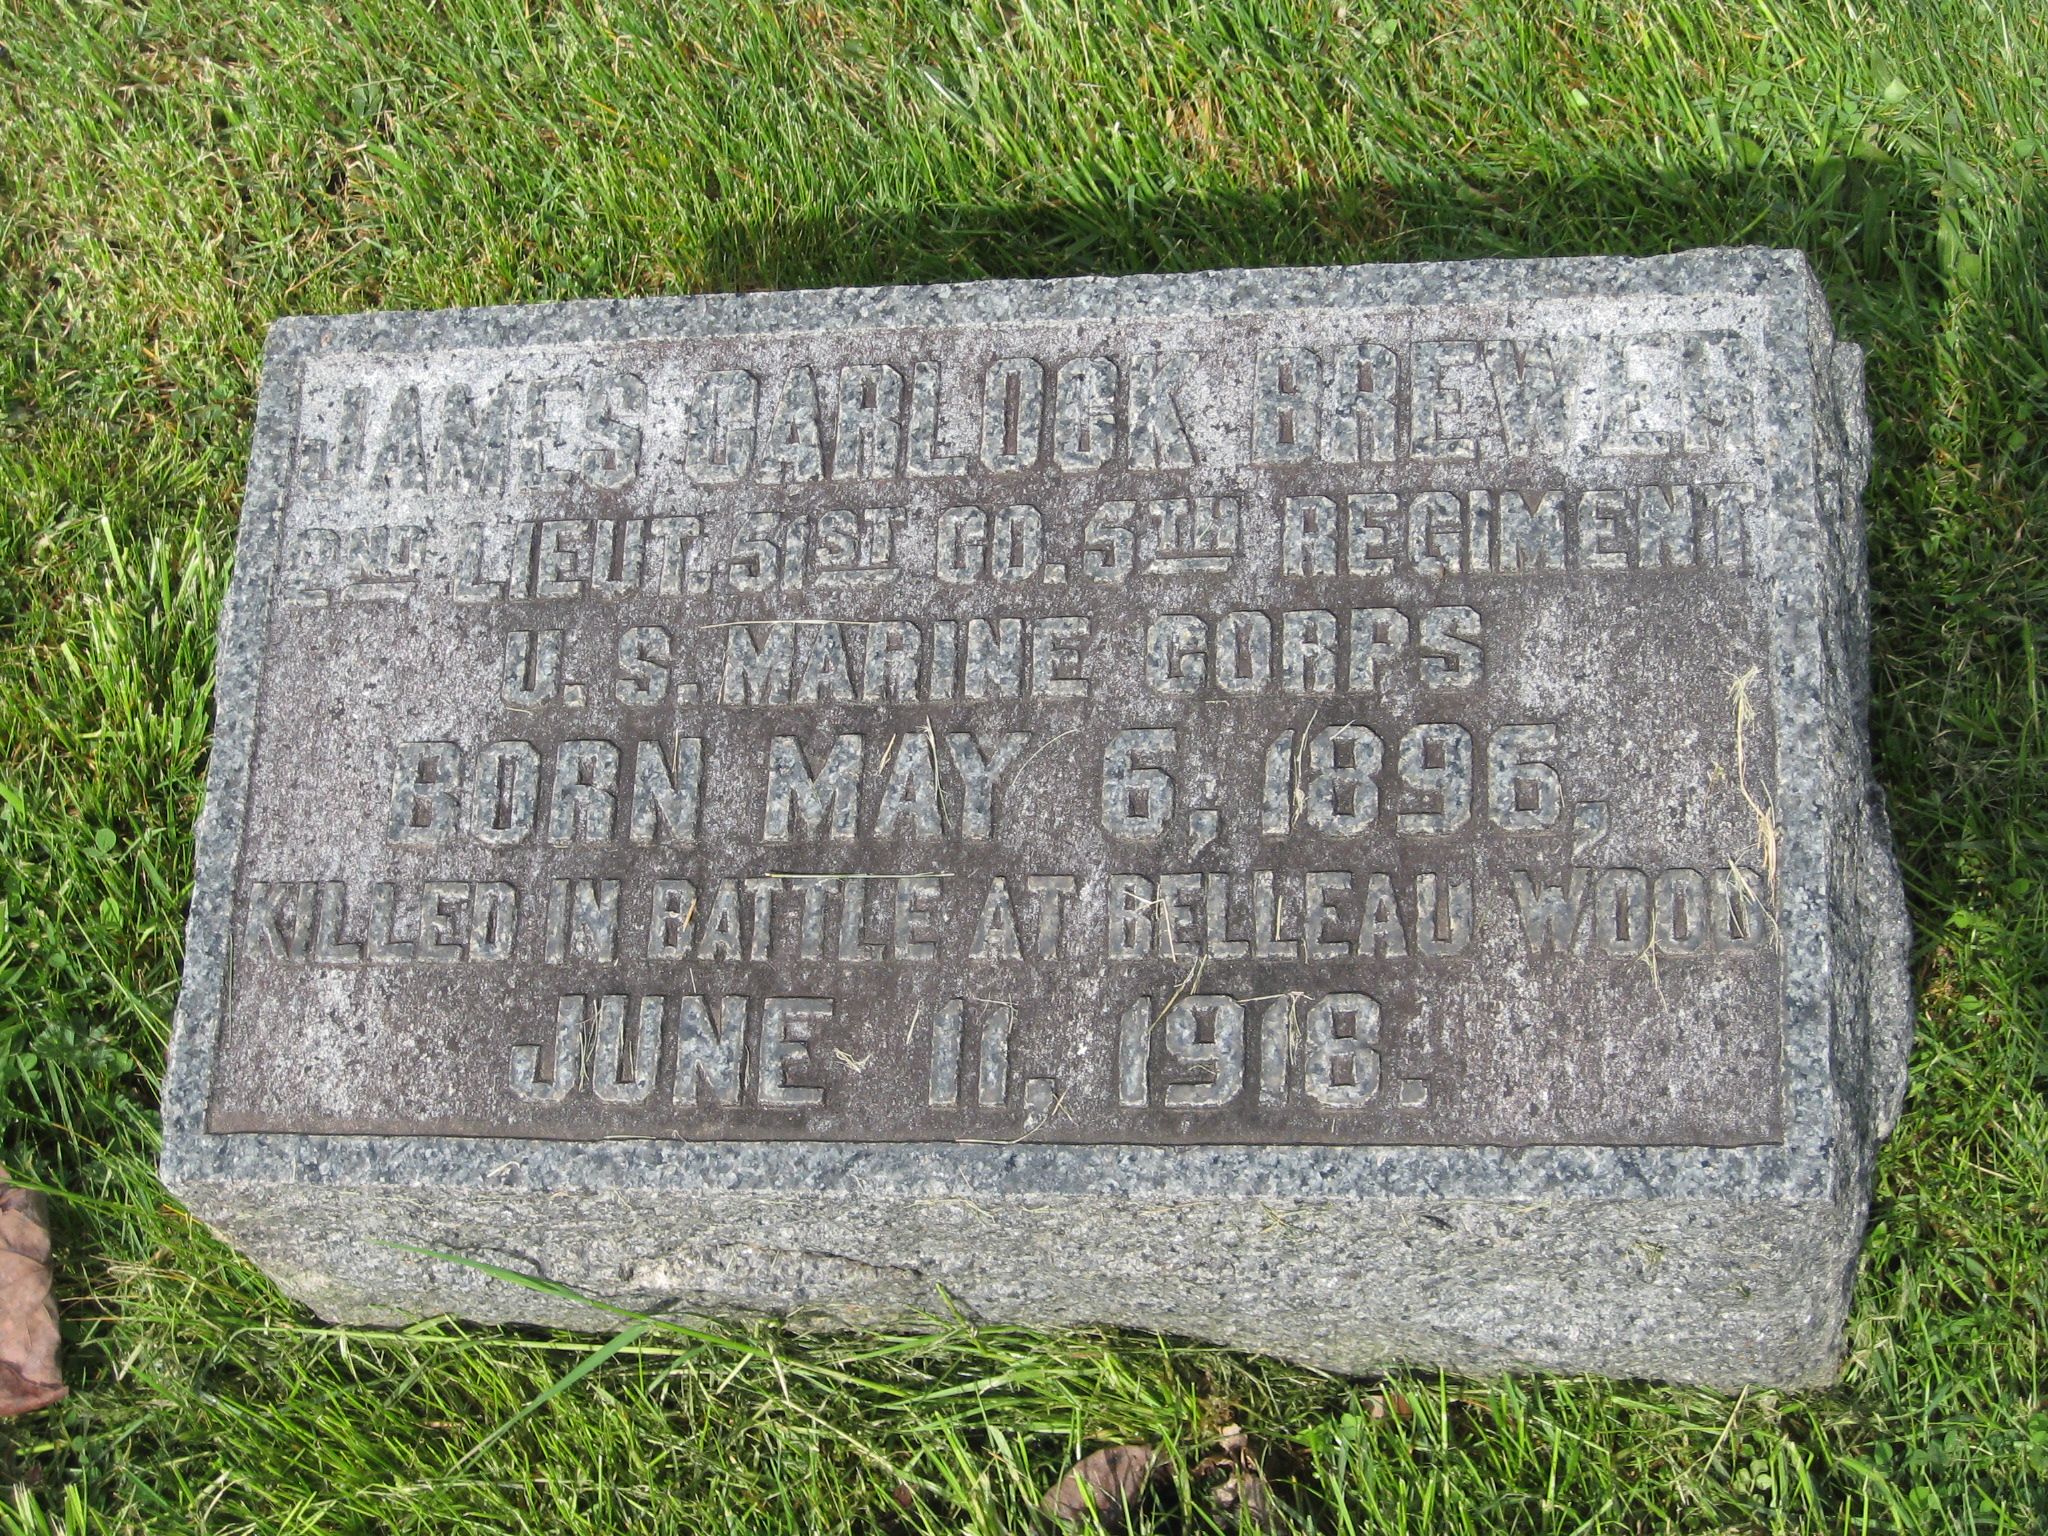 JAMES GARLOCK BREWER
2ND LIEUT. 51ST CO. 5TH REGIMENT
U. S. MARINE CORPS
BORN MAY 6, 1896,
KILLED IN BATTLE AT BELLEAU WOOD
JUNE 11, 1918.